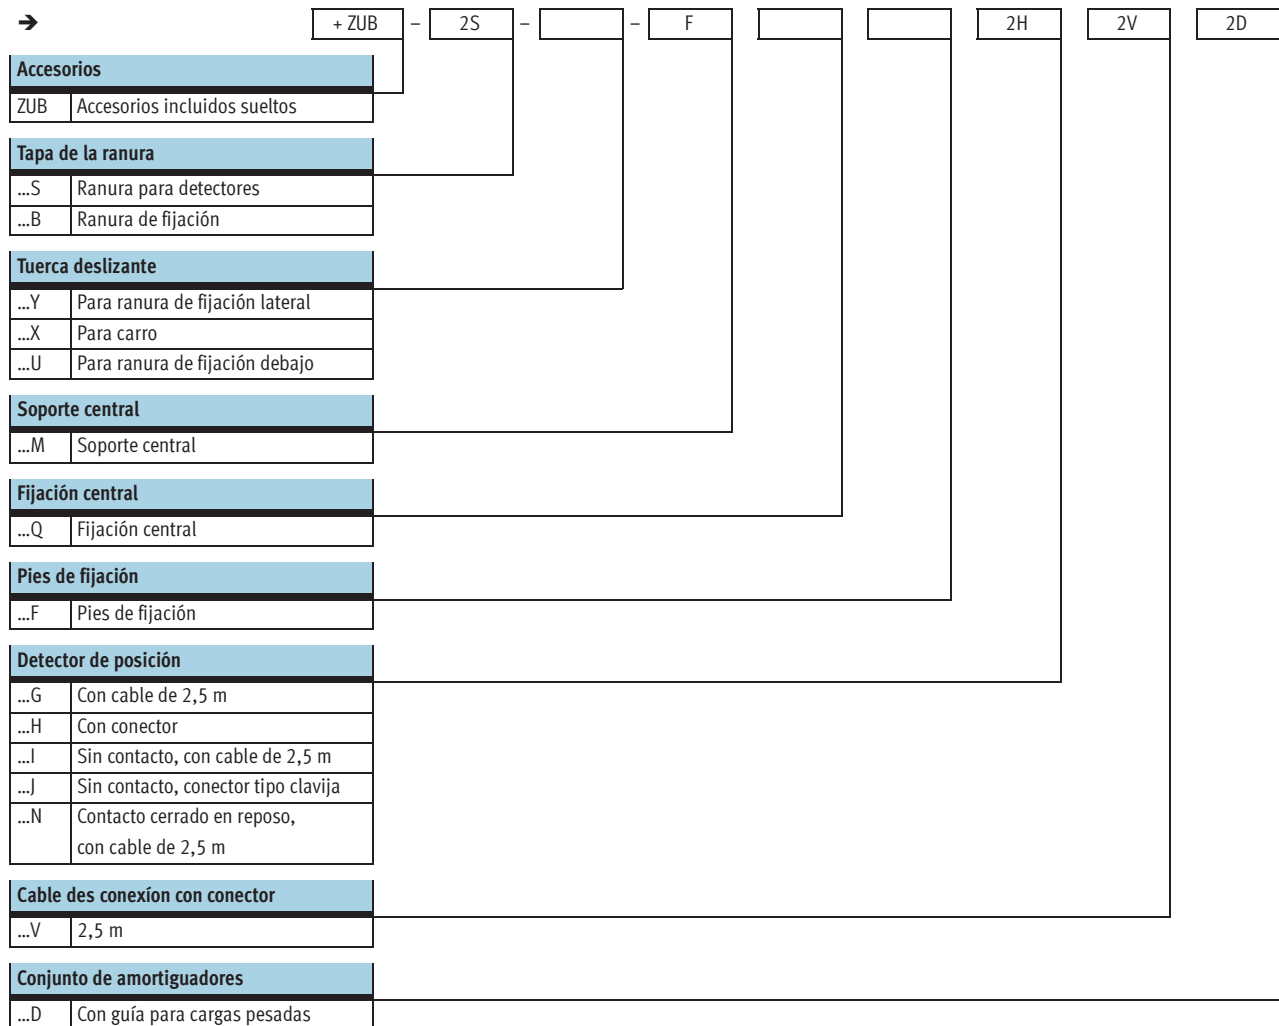 ➔ + ZUB – 2S – – F 2H 2V 2D
Accesorios
ZUB Accesorios incluidos sueltos
Tapa de la ranura
...S Ranura para detectores
...B Ranura de fijación
Tuerca deslizante
...Y Para ranura de fijación lateral
...X Para carro
...U Para ranura de fijación debajo
Soporte central
...M Soporte central
Fijación central
...Q Fijación central
Pies de fijación
...F Pies de fijación
Detector de posición
...G Con cable de 2,5 m
...H Con conector
...I Sin contacto, con cable de 2,5 m
...J Sin contacto, conector tipo clavija
...N Contacto cerrado en reposo,
con cable de 2,5 m
Cable des conexíon con conector
...V 2,5 m
Conjunto de amortiguadores
...D Con guía para cargas pesadas